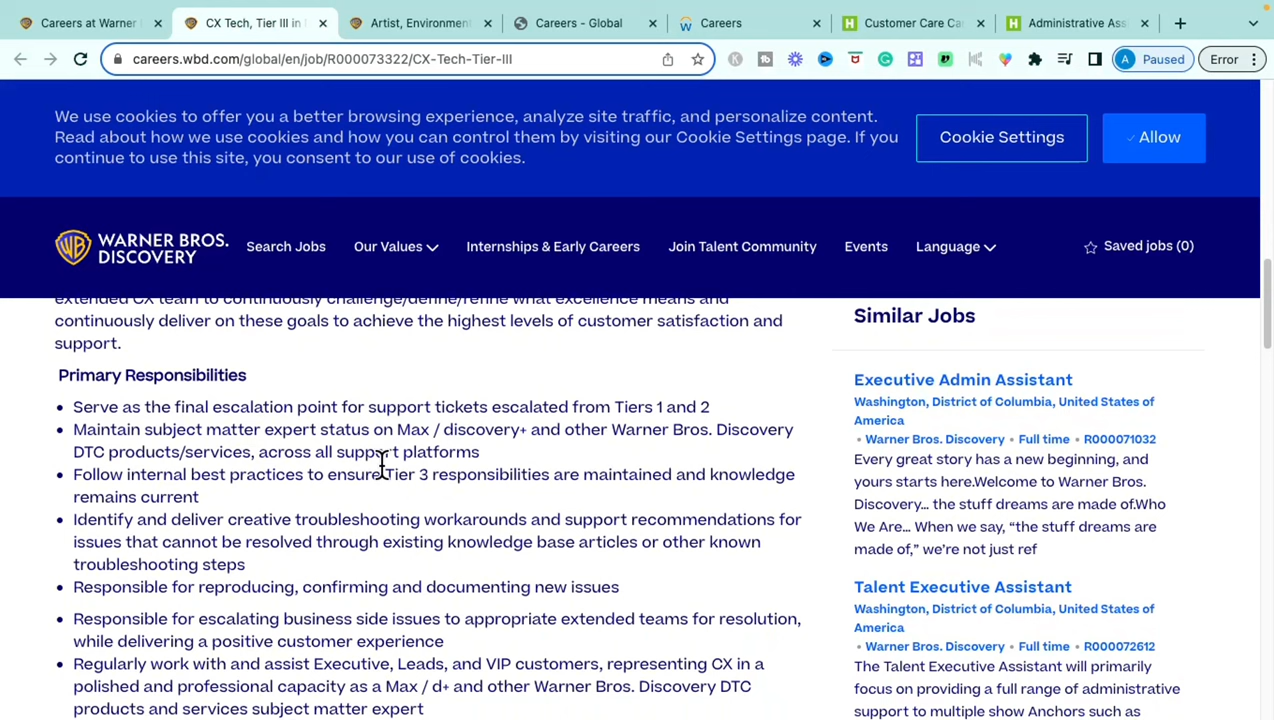 Careers at Warner
CX Tech, Tier III in
Artist, Environmen
Careers - Global
Careers
Customer Care Ca
Administrative Ass
careers.wbd.com/global/en/job/R000073322/CX-Tech-Tier-III
A Paused
Error
We use cookies to offer you a better browsing experience, analyze site traffic, and personalize content.
Read about how we use cookies and how you can control them by visiting our Cookie Settings page. If you
continue to use this site, you consent to our use of cookies.
Cookie Settings
Allow
WARNER BROS.
DISCOVERY
Search Jobs
Our Values
Internships & Early Careers
Join Talent Community
Events
Language
Saved jobs (0)
extended CX team to continuously challenge/define/refine what excellence means and
continuously deliver on these goals to achieve the highest levels of customer satisfaction and
support.
Primary Responsibilities
• Serve as the final escalation point for support tickets escalated from Tiers 1 and 2
• Maintain subject matter expert status on Max / discovery+ and other Warner Bros. Discovery
DTC products/services, across all support platforms
• Follow internal best practices to ensure Tier 3 responsibilities are maintained and knowledge
remains current
• Identify and deliver creative troubleshooting workarounds and support recommendations for
issues that cannot be resolved through existing knowledge base articles or other known
troubleshooting steps
• Responsible for reproducing, confirming and documenting new issues
• Responsible for escalating business side issues to appropriate extended teams for resolution,
while delivering a positive customer experience
• Regularly work with and assist Executive, Leads, and VIP customers, representing CX in a
polished and professional capacity as a Max / d+ and other Warner Bros. Discovery DTC
products and services subject matter expert
Similar Jobs
Executive Admin Assistant
Washington, District of Columbia, United States of
America
• Warner Bros. Discovery • Full time • R000071032
Every great story has a new beginning, and
yours starts here.Welcome to Warner Bros.
Discovery… the stuff dreams are made of.Who
We Are… When we say, “the stuff dreams are
made of,” we’re not just ref
Talent Executive Assistant
Washington, District of Columbia, United States of
America
• Warner Bros. Discovery • Full time • R000072612
The Talent Executive Assistant will primarily
focus on providing a full range of administrative
support to multiple show Anchors such as